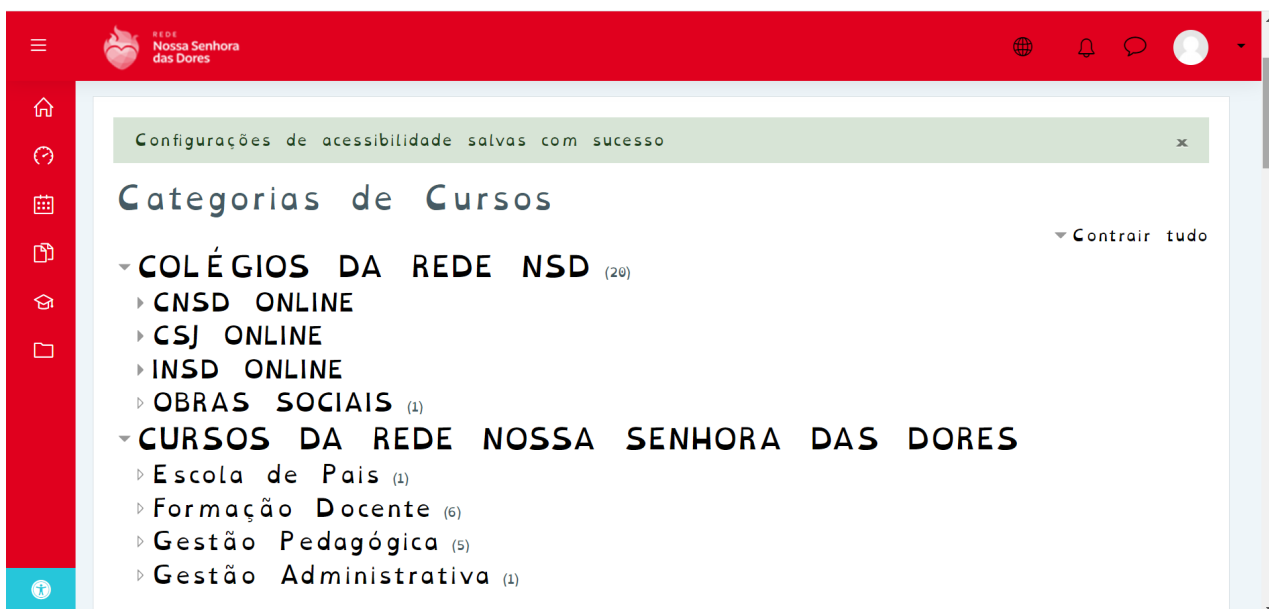 REDE
Nossa Senhora
das Dores
Configurações de acessibilidade salvas com sucesso
x
Categorias de Cursos
Contrair tudo
COLÉGIOS DA REDE NSD (20)
CNSD ONLINE
CSJ ONLINE
INSD ONLINE
OBRAS SOCIAIS (1)
CURSOS DA REDE NOSSA SENHORA DAS DORES
Escola de Pais (1)
Formação Docente (6)
Gestão Pedagógica (5)
Gestão Administrativa (1)